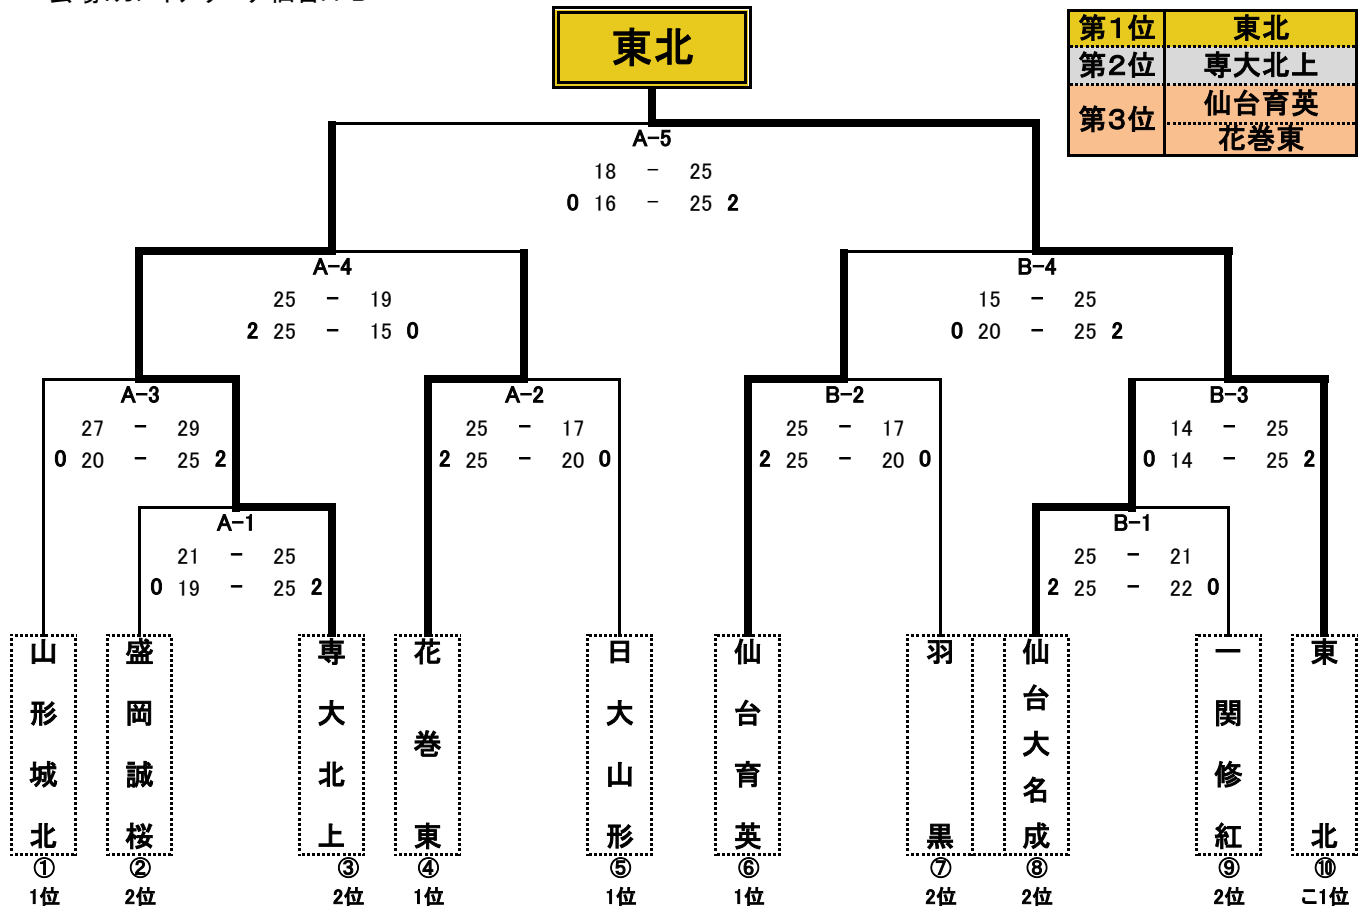 東北
第1位 東北
第2位 専大北上
第3位 仙台育英
花巻東
A-5
18 - 25
0 16 - 25 2
A-4
25 - 19
2 25 - 15 0
B-4
15 - 25
0 20 - 25 2
A-3
27 - 29
0 20 - 25 2
A-2
25 - 17
2 25 - 20 0
B-2
25 - 17
2 25 - 20 0
B-3
14 - 25
0 14 - 25 2
A-1
21 - 25
0 19 - 25 2
B-1
25 - 21
2 25 - 22 0
山形城北
盛岡誠桜
専大北上
花巻東
日大山形
仙台育英
羽黒
仙台大名成
一関修紅
東北
① ② ③ ④ ⑤ ⑥ ⑦ ⑧ ⑨ ⑩
1位 2位 2位 1位 1位 1位 2位 2位 2位 こ1位